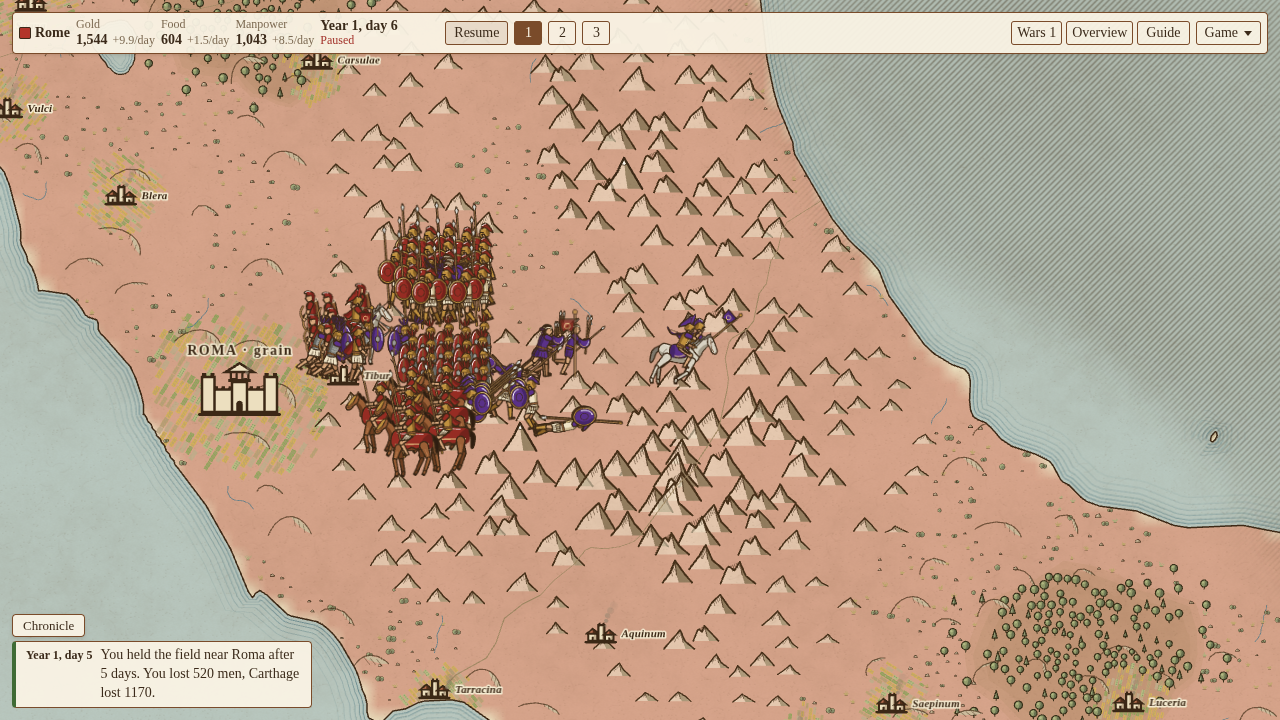 Rome
Gold
1,544 +9.9/day
Food
604 +1.5/day
Manpower
1,043 +8.5/day
Year 1, day 6
Paused
Resume
1
2
3
Wars 1
Overview
Guide
Game
Carsulae
Vulci
Blera
ROMA · grain
Tibur
Aquinum
Tarracina
Saepinum
Luceria
Chronicle
Year 1, day 5 You held the field near Roma after
5 days. You lost 520 men, Carthage
lost 1170.